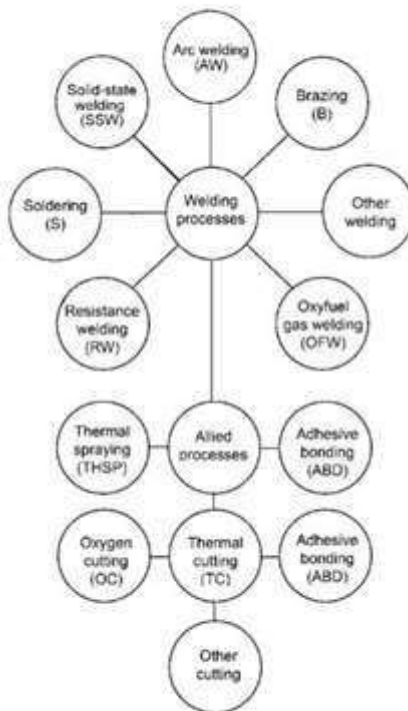 Arc welding
(AW)
Solid-state
welding
(SSW)
Brazing
(B)
Soldering
(S)
Welding
processes
Other
welding
Resistance
welding
(RW)
Oxyfuel
gas welding
(OFW)
Thermal
spraying
(THSP)
Allied
processes
Adhesive
bonding
(ABD)
Oxygen
cutting
(OC)
Thermal
cutting
(TC)
Adhesive
bonding
(ABD)
Other
cutting